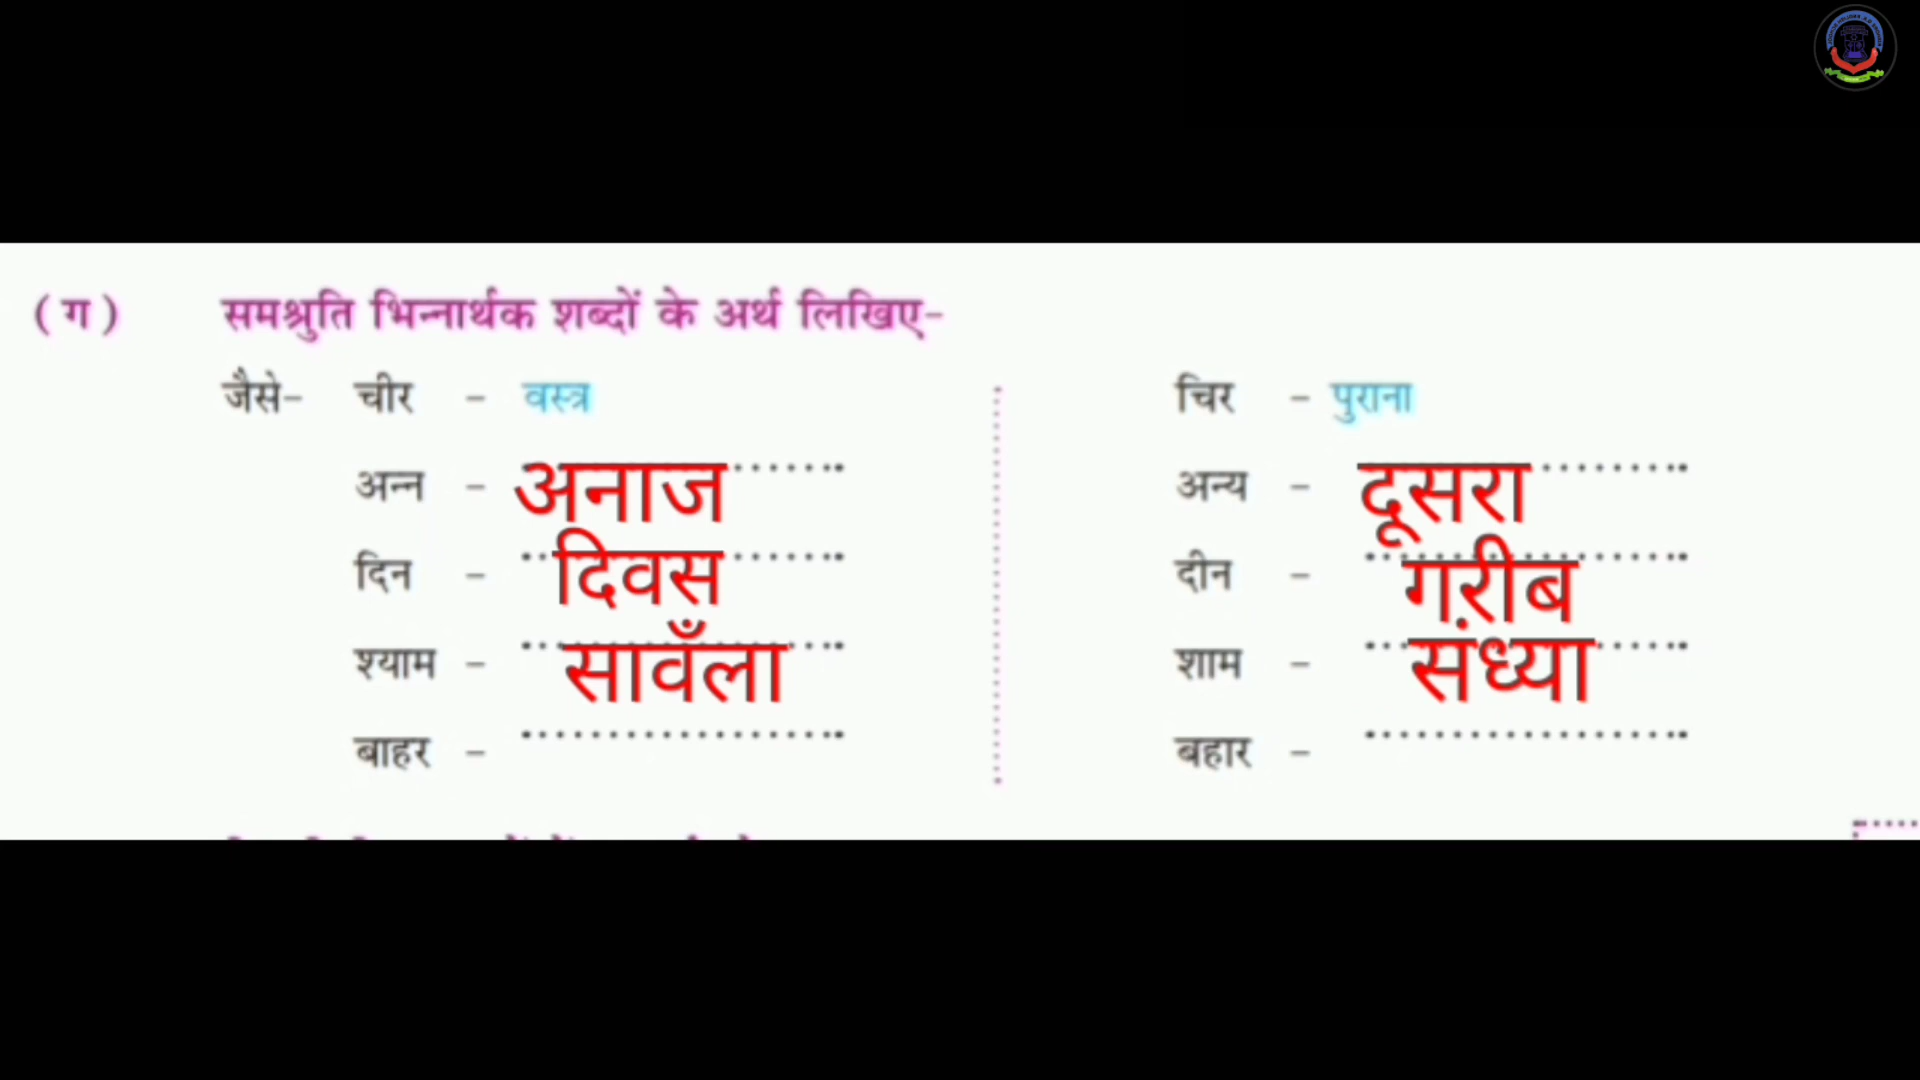 (ग) समश्रुति भिन्नार्थक शब्दों के अर्थ लिखिए-
जैसे- चीर - वस्त्र चिर - पुराना
अन्न - अनाज अन्य - दूसरा
दिन - दिवस दीन - गरीब
श्याम - सावँला शाम - संध्या
बाहर - बहार -